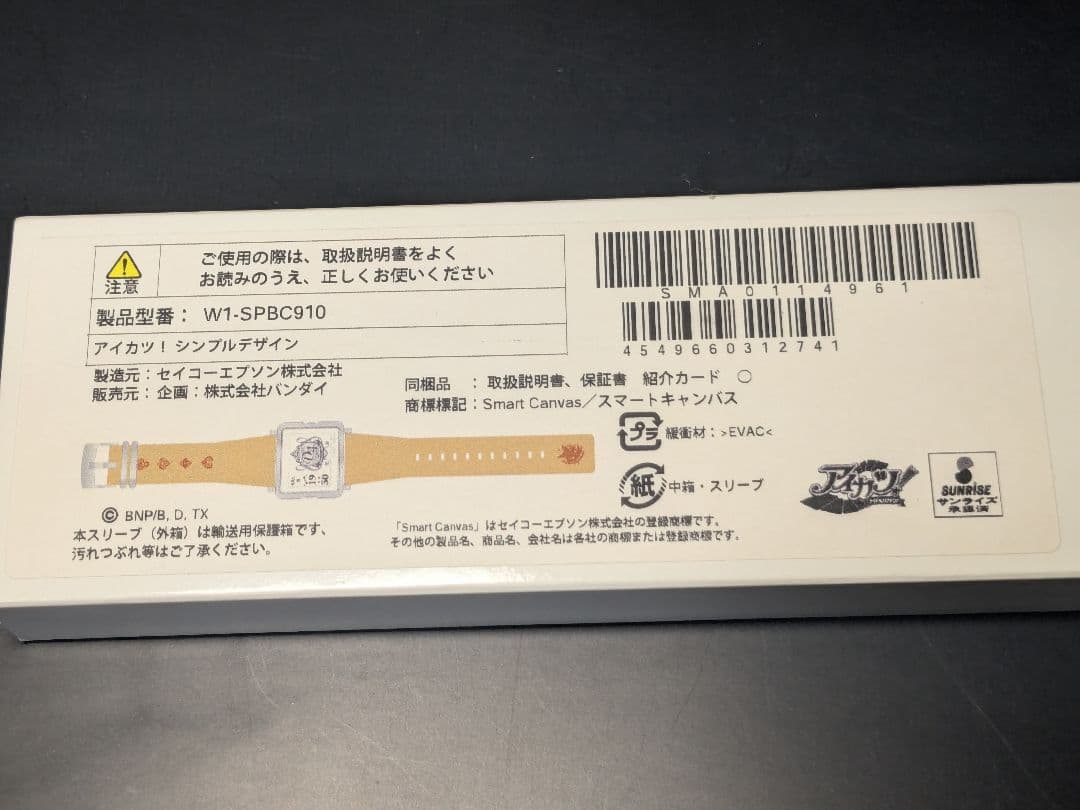 注意
ご使用の際は、取扱説明書をよく
お読みのうえ、正しくお使いください
製品型番： W1-SPBC910
アイカツ！シンプルデザイン
製造元：セイコーエプソン株式会社
販売元：企画：株式会社バンダイ
SMA0114961
4549660312741
同梱品 ：取扱説明書、保証書 紹介カード 〇
商標標記：Smart Canvas／スマートキャンバス
プラ 緩衝材：>EVAC<
紙 中箱・スリーブ
アイカツ!
SUNRISE
サンライズ
承認済
© BNP/B, D, TX
本スリーブ（外箱）は輸送用保護箱です、
汚れつぶれ等はご了承ください。
「Smart Canvas」はセイコーエプソン株式会社の登録商標です。
その他の製品名、商品名、会社名は各社の商標または登録商標です。